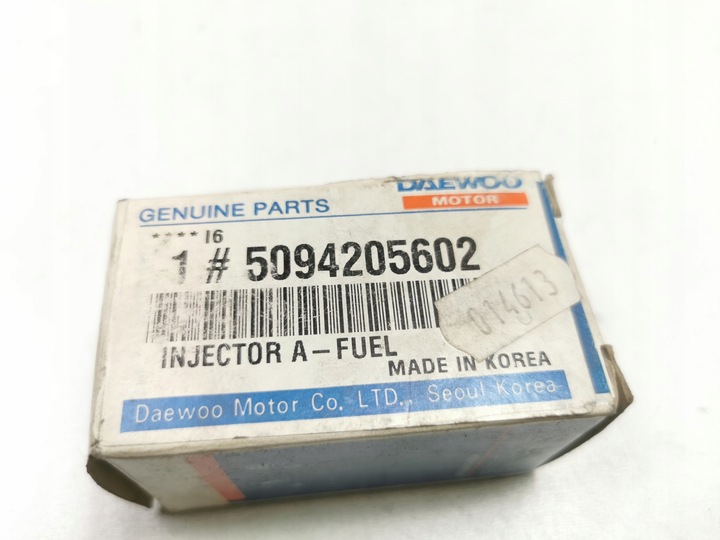 DAEWOO
GENUINE PARTS
MOTOR
****16
1 # 5094205602
014613
INJECTOR A-FUEL
MADE IN KOREA
Daewoo Motor Co. LTD., Seoul Korea